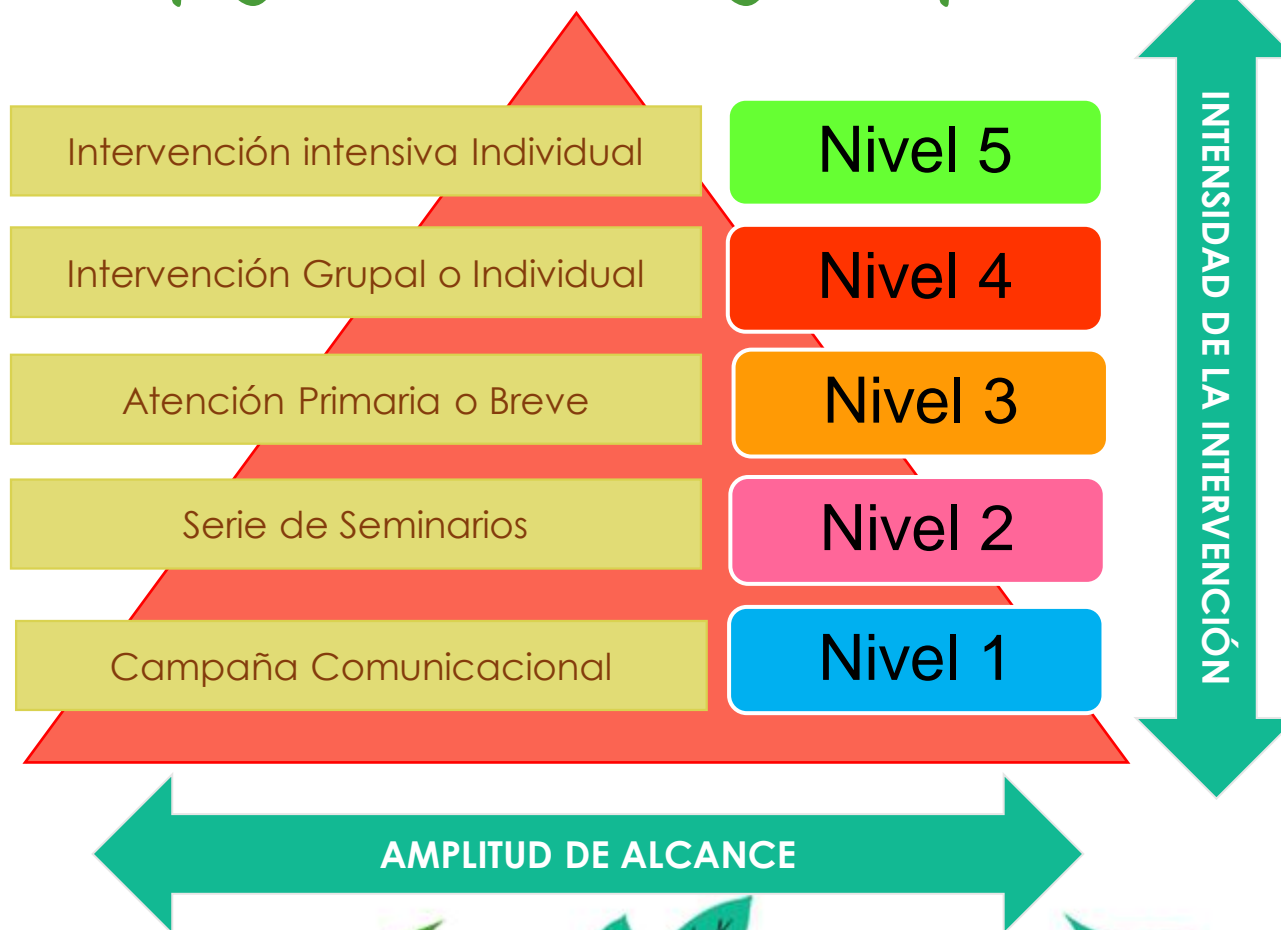 Intervención intensiva Individual
Nivel 5
Intervención Grupal o Individual
Nivel 4
Atención Primaria o Breve
Nivel 3
Serie de Seminarios
Nivel 2
Campaña Comunicacional
Nivel 1
INTENSIDAD DE LA INTERVENCIÓN
AMPLITUD DE ALCANCE